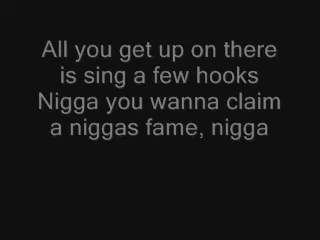 All you get up on there
is sing a few hooks
Nigga you wanna claim
a niggas fame, nigga